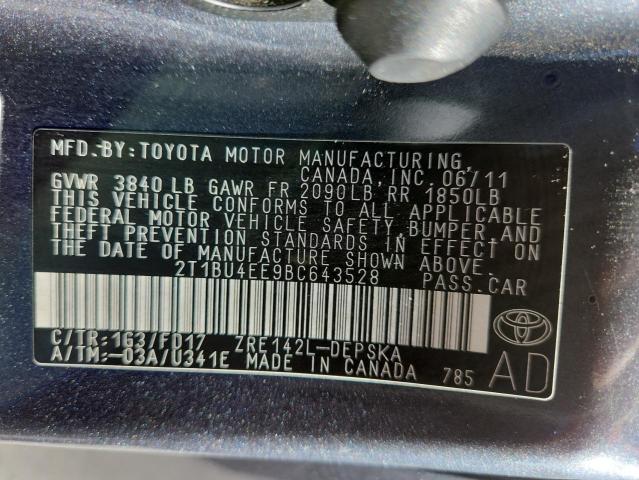 MFD. BY: TOYOTA MOTOR MANUFACTURING,
CANADA, INC. 06/11
GVWR 3840 LB GAWR FR 2090LB, RR 1850LB
THIS VEHICLE CONFORMS TO ALL APPLICABLE
FEDERAL MOTOR VEHICLE SAFETY, BUMPER, AND
THEFT PREVENTION STANDARDS IN EFFECT ON
THE DATE OF MANUFACTURE SHOWN ABOVE.
2T1BU4EE9BC643528 PASS. CAR
C/TR:1G3/FD17 ZRE142L-DEPSKA
A/TM:-03A/U341E MADE IN CANADA 785
AD